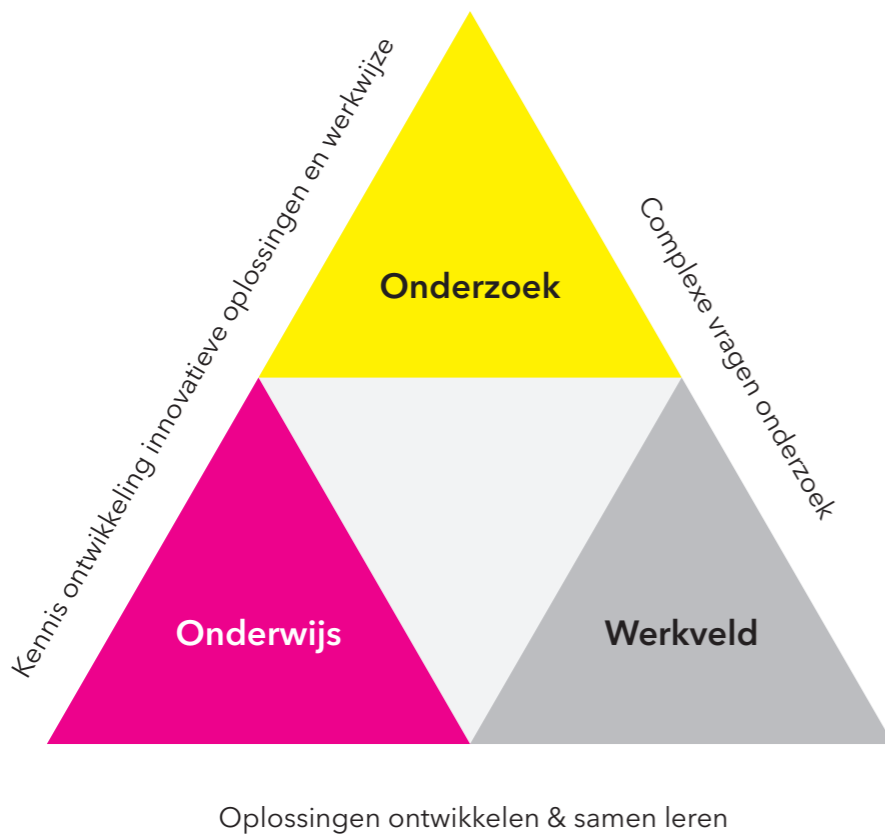 Kennis ontwikkeling innovatieve oplossingen en werkwijze
Complexe vragen onderzoek
Onderzoek
Onderwijs
Werkveld
Oplossingen ontwikkelen & samen leren